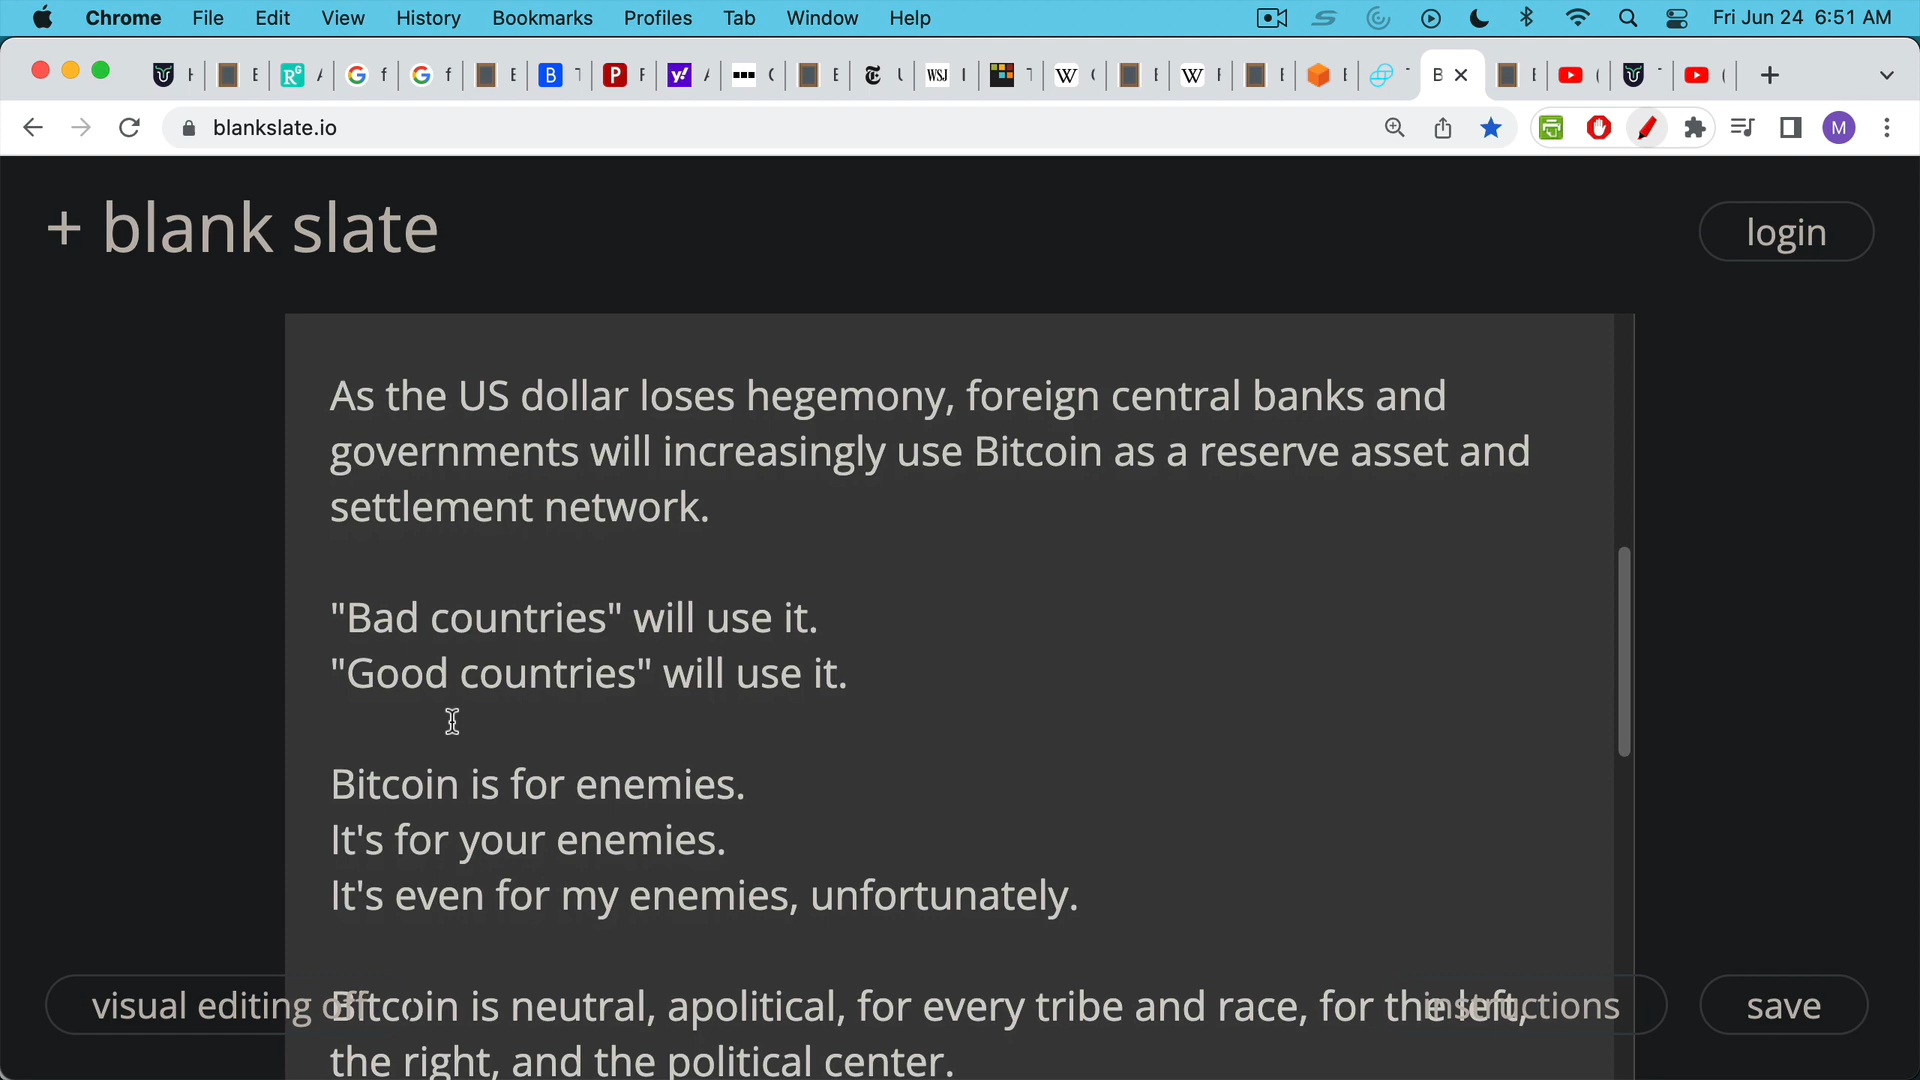 Chrome File Edit View History Bookmarks Profiles Tab Window Help Fri Jun 24 6:51 AM
WSJ W W B
blankslate.io M
+ blank slate login
As the US dollar loses hegemony, foreign central banks and
governments will increasingly use Bitcoin as a reserve asset and
settlement network.
"Bad countries" will use it.
"Good countries" will use it.
Bitcoin is for enemies.
It's for your enemies.
It's even for my enemies, unfortunately.
Bitcoin is neutral, apolitical, for every tribe and race, for the left,
the right, and the political center.
visual editing off instructions save